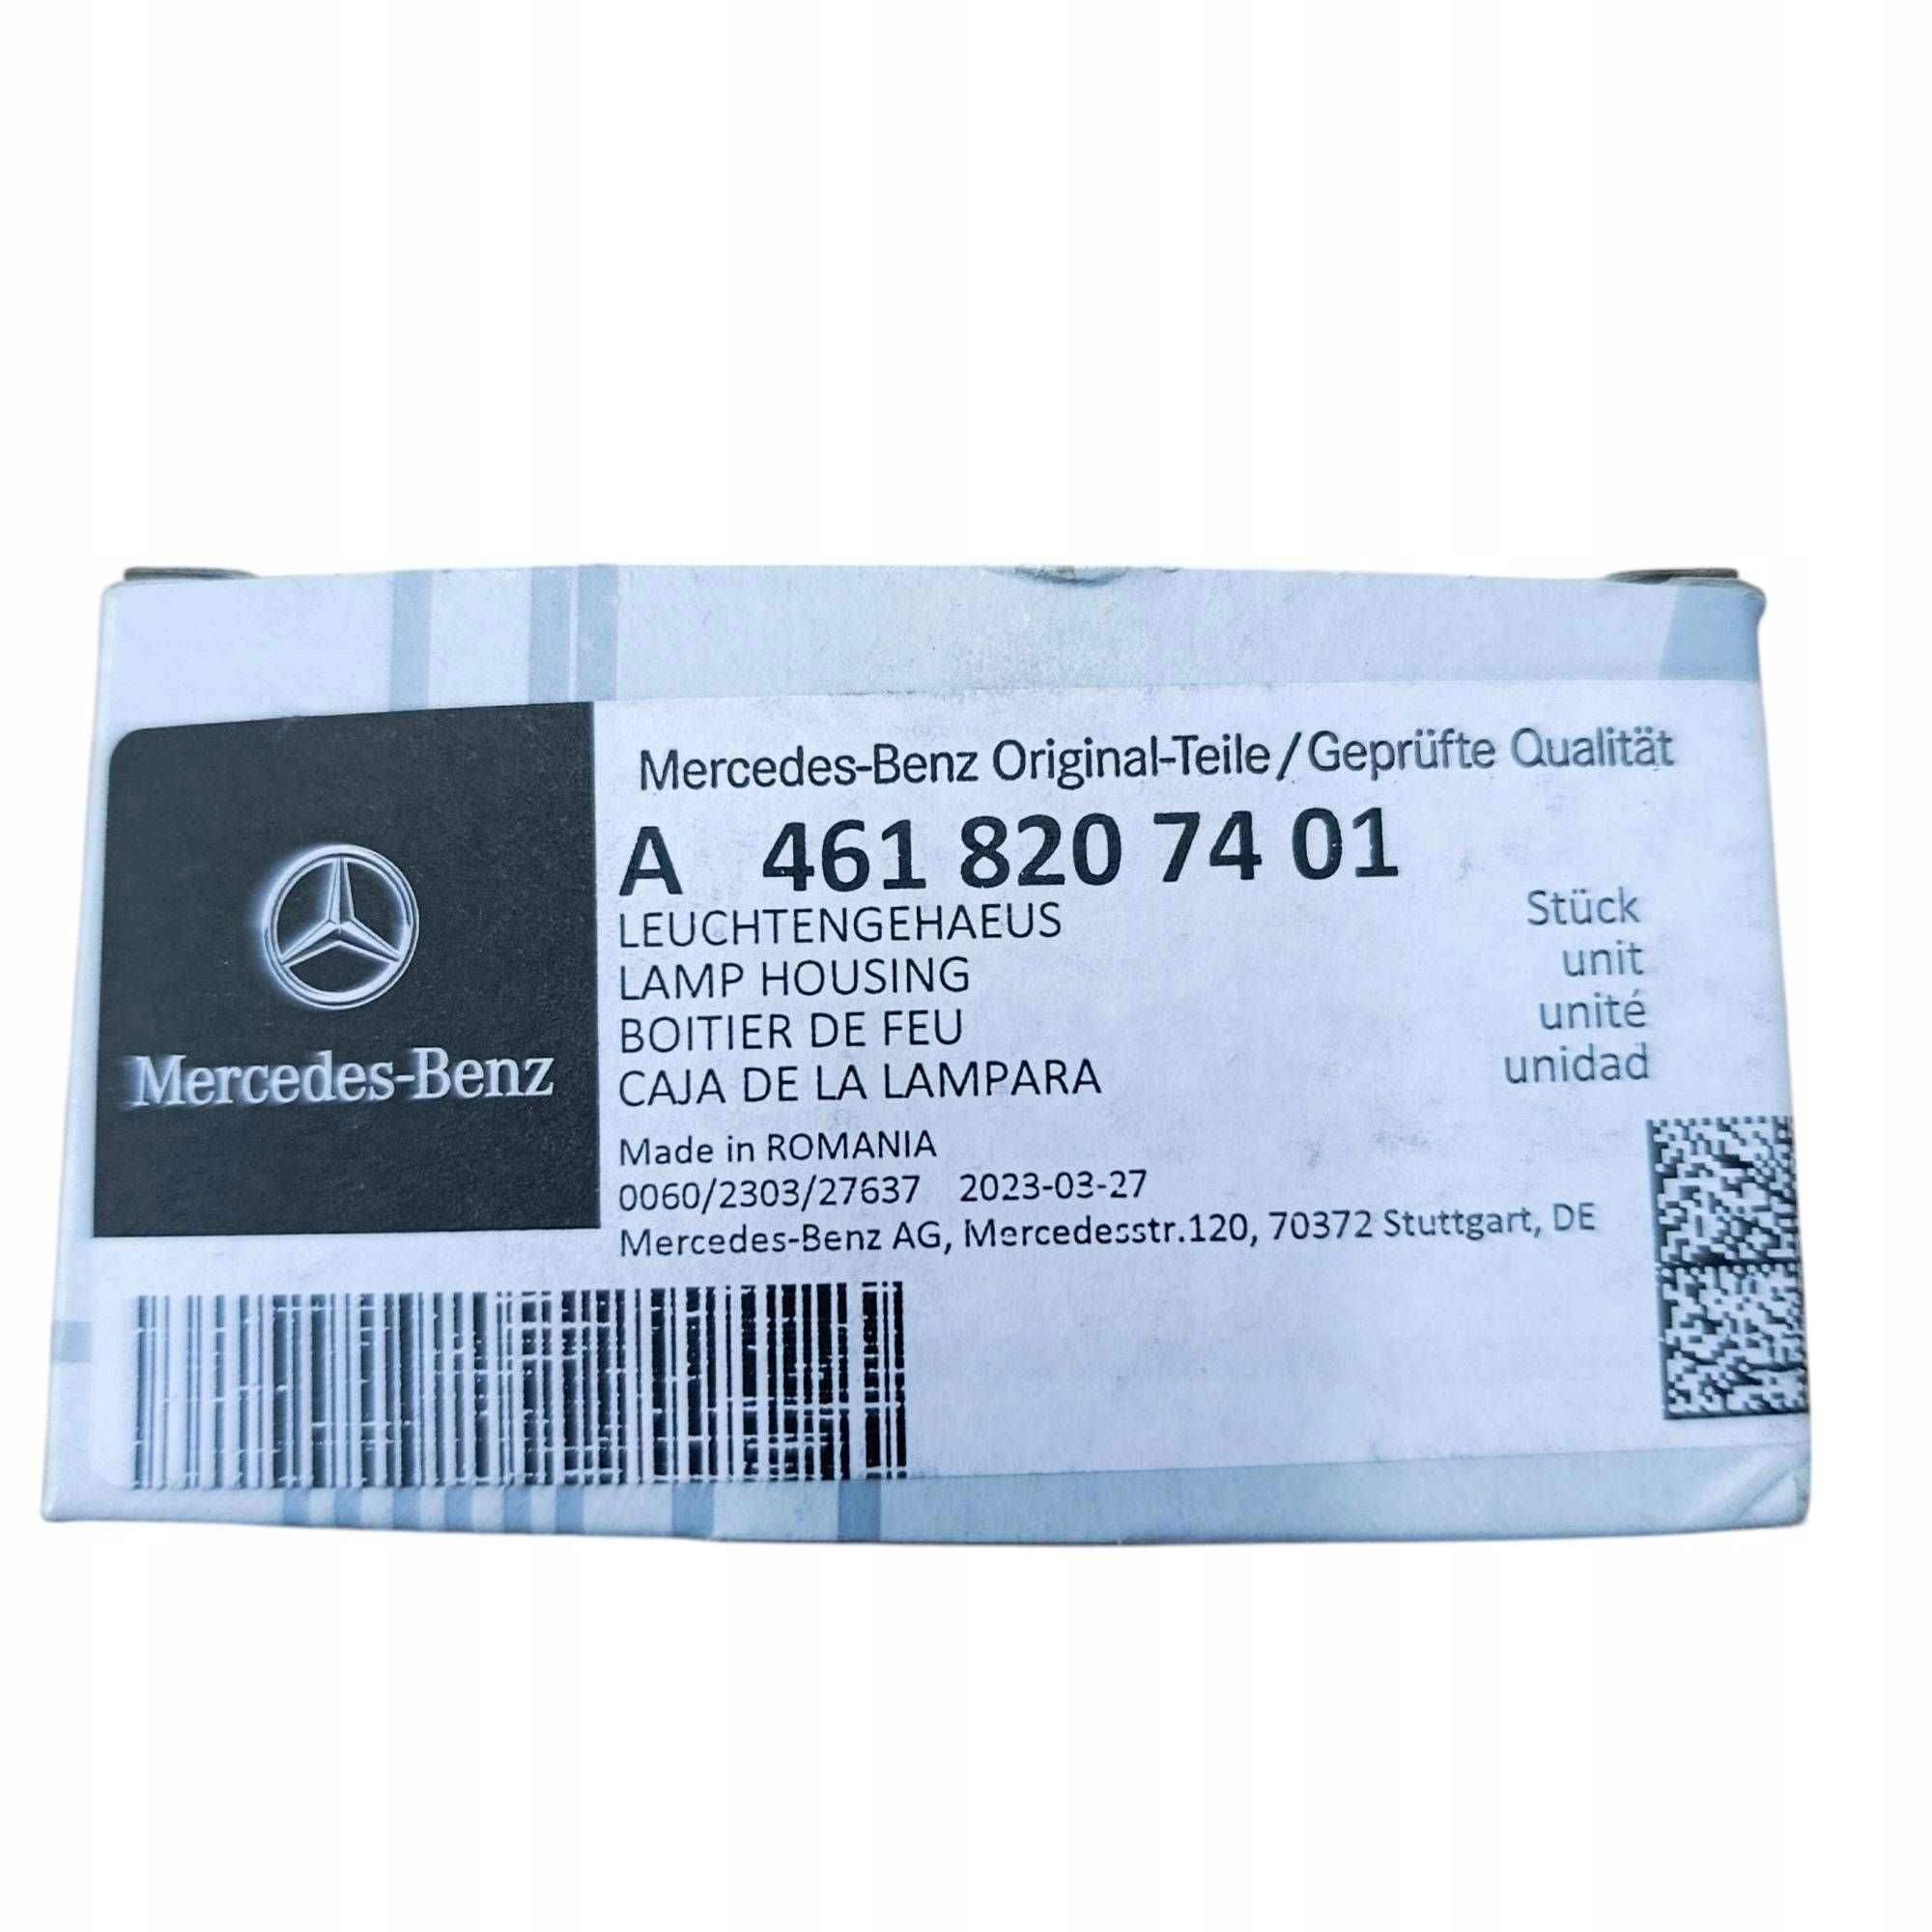 Mercedes-Benz
Mercedes-Benz Original-Teile/Geprüfte Qualität
A 461 820 74 01
LEUCHTENGEHAEUS
LAMP HOUSING
BOITIER DE FEU
CAJA DE LA LAMPARA
Stück
unit
unité
unidad
Made in ROMANIA
0060/2303/27637 2023-03-27
Mercedes-Benz AG, Mercedesstr.120, 70372 Stuttgart, DE